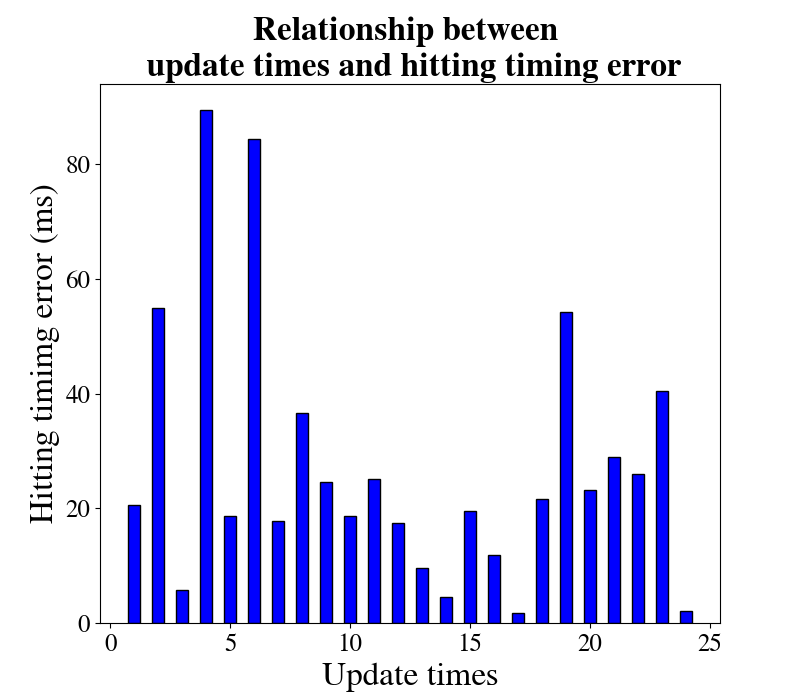 Relationship between
update times and hitting timing error
Hitting timimg error (ms)
80
60
40
20
0
0 5 10 15 20 25
Update times